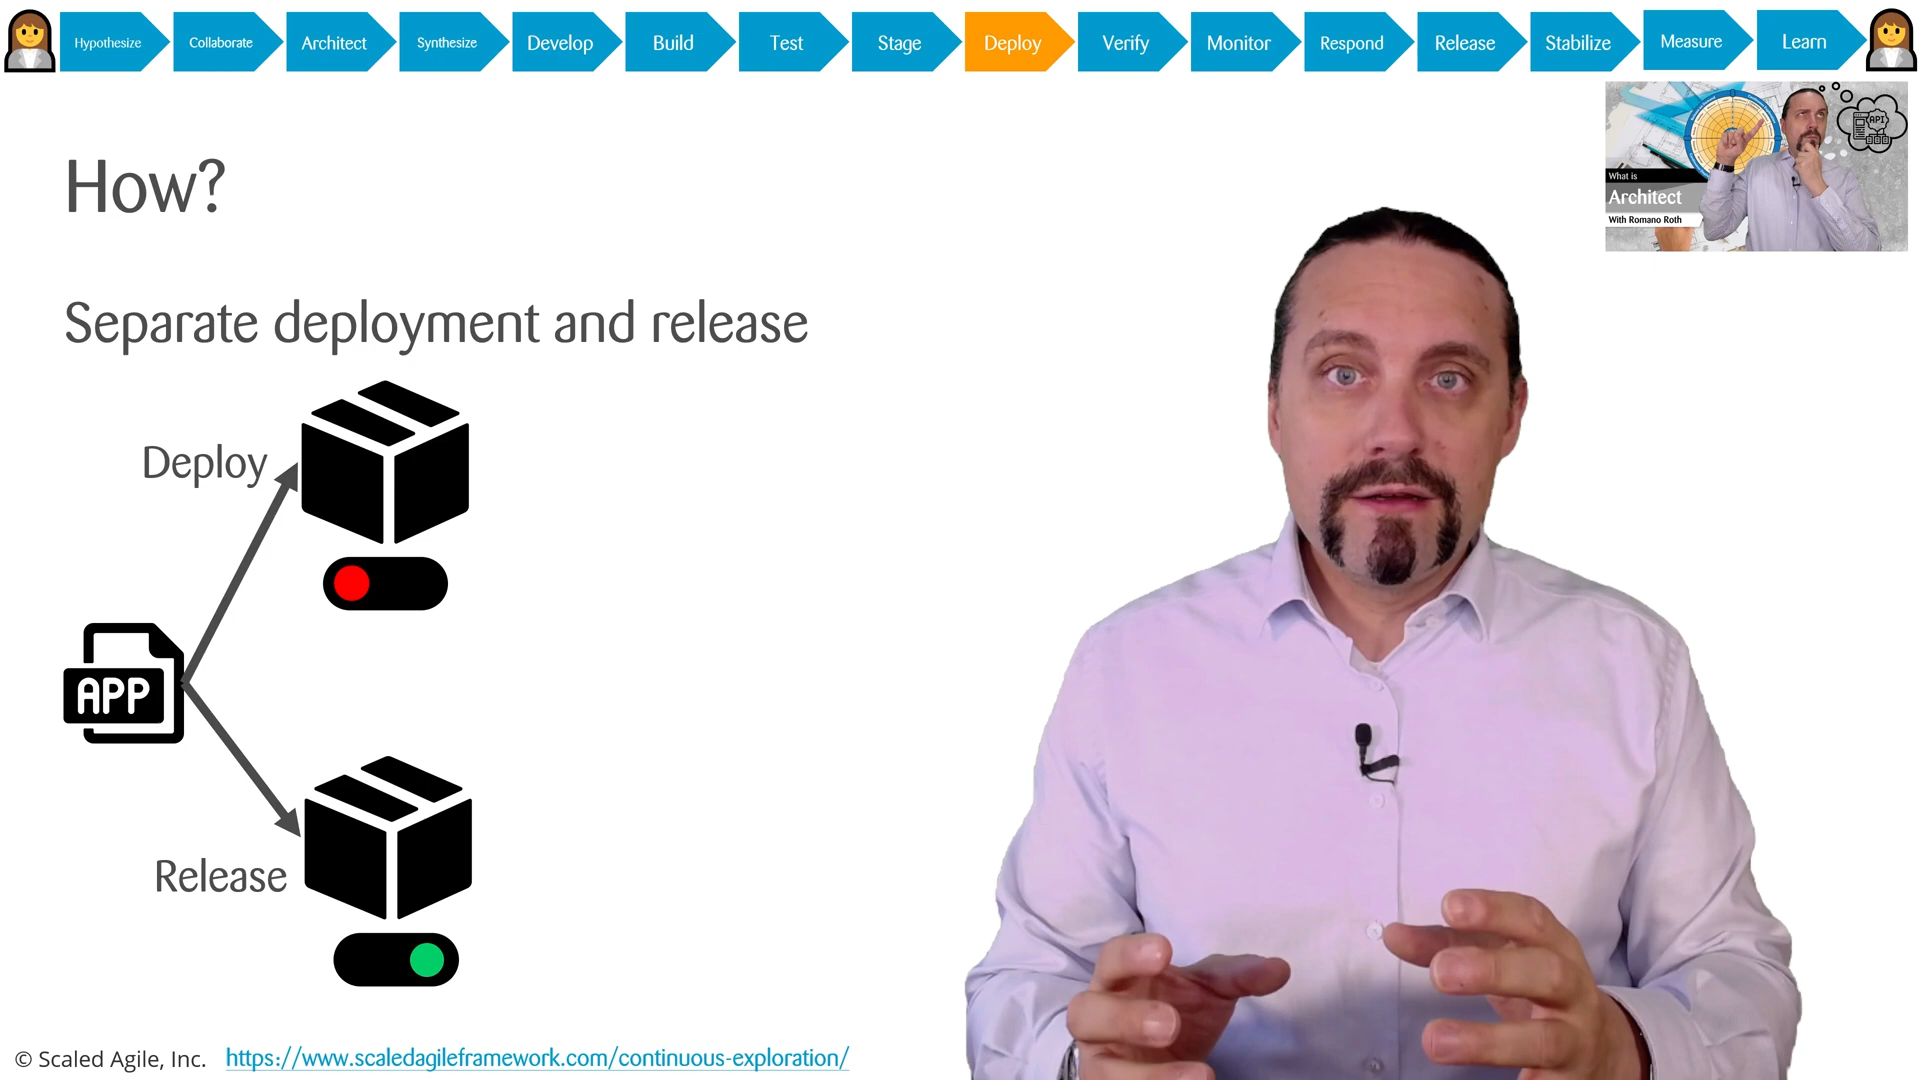 Hypothesize Collaborate Architect Synthesize Develop Build Test Stage Deploy Verify Monitor Respond Release Stabilize Measure Learn
API
What is
Architect
With Romano Roth
How?
Separate deployment and release
Deploy
APP
Release
© Scaled Agile, Inc. https://www.scaledagileframework.com/continuous-exploration/